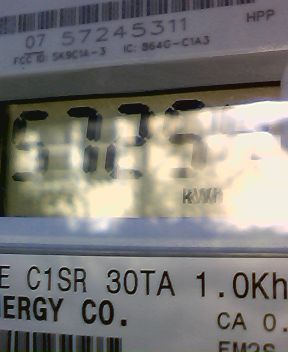 HPP
07 57245311
FCC ID: SK9C1A-3 IC: 864G-C1A3
kWh
E C1SR 30TA 1.0Kh
ERGY CO.
CA 0.